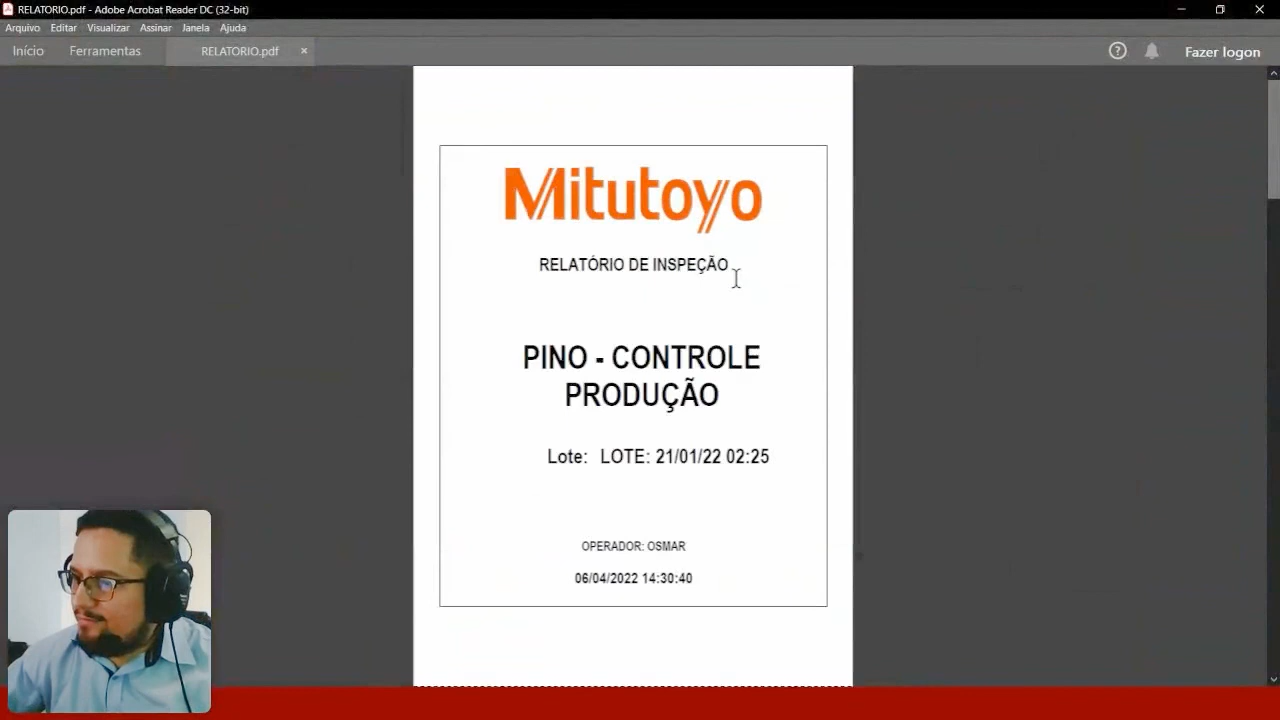 RELATORIO.pdf - Adobe Acrobat Reader DC (32-bit)
Arquivo Editar Visualizar Assinar Janela Ajuda
Início Ferramentas RELATORIO.pdf × ? Fazer logon
Mitutoyo
RELATÓRIO DE INSPEÇÃO
PINO - CONTROLE
PRODUÇÃO
Lote: LOTE: 21/01/22 02:25
OPERADOR: OSMAR
06/04/2022 14:30:40